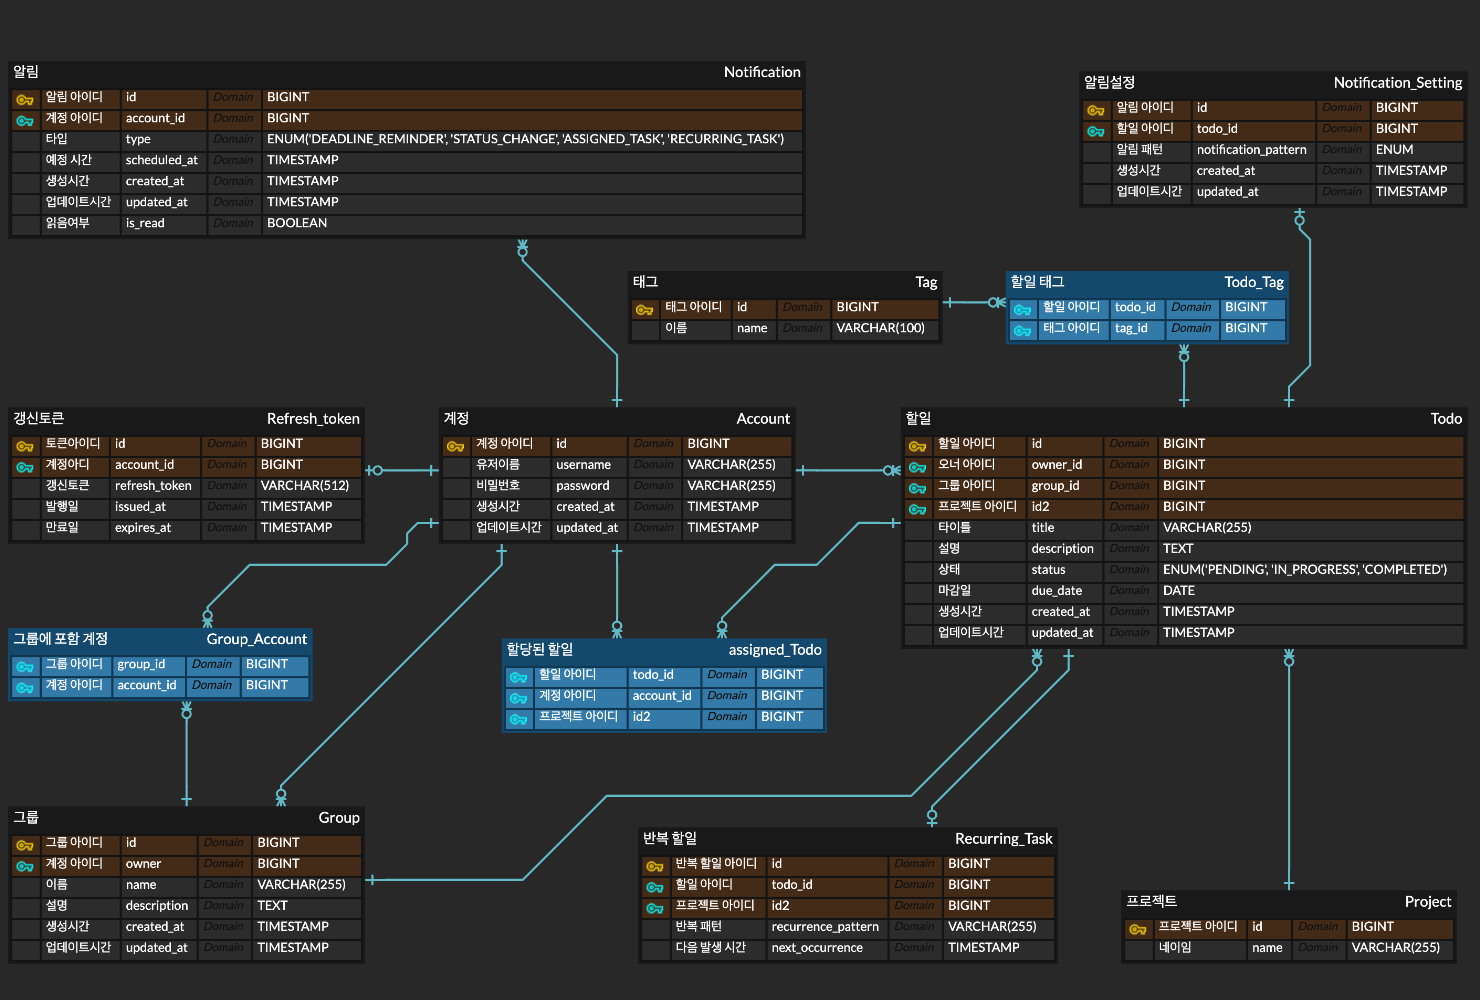 알림 Notification
알림 아이디 id Domain BIGINT
계정 아이디 account_id Domain BIGINT
타입 type Domain ENUM('DEADLINE_REMINDER', 'STATUS_CHANGE', 'ASSIGNED_TASK', 'RECURRING_TASK')
예정 시간 scheduled_at Domain TIMESTAMP
생성시간 created_at Domain TIMESTAMP
업데이트시간 updated_at Domain TIMESTAMP
읽음여부 is_read Domain BOOLEAN
알림설정 Notification_Setting
알림 아이디 id Domain BIGINT
할일 아이디 todo_id Domain BIGINT
알림 패턴 notification_pattern Domain ENUM
생성시간 created_at Domain TIMESTAMP
업데이트시간 updated_at Domain TIMESTAMP
태그 Tag
태그 아이디 id Domain BIGINT
이름 name Domain VARCHAR(100)
할일 태그 Todo_Tag
할일 아이디 todo_id Domain BIGINT
태그 아이디 tag_id Domain BIGINT
갱신토큰 Refresh_token
토큰아이디 id Domain BIGINT
계정아디 account_id Domain BIGINT
갱신토큰 refresh_token Domain VARCHAR(512)
발행일 issued_at Domain TIMESTAMP
만료일 expires_at Domain TIMESTAMP
계정 Account
계정 아이디 id Domain BIGINT
유저이름 username Domain VARCHAR(255)
비밀번호 password Domain VARCHAR(255)
생성시간 created_at Domain TIMESTAMP
업데이트시간 updated_at Domain TIMESTAMP
할일 Todo
할일 아이디 id Domain BIGINT
오너 아이디 owner_id Domain BIGINT
그룹 아이디 group_id Domain BIGINT
프로젝트 아이디 id2 Domain BIGINT
타이틀 title Domain VARCHAR(255)
설명 description Domain TEXT
상태 status Domain ENUM('PENDING', 'IN_PROGRESS', 'COMPLETED')
마감일 due_date Domain DATE
생성시간 created_at Domain TIMESTAMP
업데이트시간 updated_at Domain TIMESTAMP
그룹에 포함 계정 Group_Account
그룹 아이디 group_id Domain BIGINT
계정 아이디 account_id Domain BIGINT
할당된 할일 assigned_Todo
할일 아이디 todo_id Domain BIGINT
계정 아이디 account_id Domain BIGINT
프로젝트 아이디 id2 Domain BIGINT
그룹 Group
그룹 아이디 id Domain BIGINT
계정 아이디 owner Domain BIGINT
이름 name Domain VARCHAR(255)
설명 description Domain TEXT
생성시간 created_at Domain TIMESTAMP
업데이트시간 updated_at Domain TIMESTAMP
반복 할일 Recurring_Task
반복 할일 아이디 id Domain BIGINT
할일 아이디 todo_id Domain BIGINT
프로젝트 아이디 id2 Domain BIGINT
반복 패턴 recurrence_pattern Domain VARCHAR(255)
다음 발생 시간 next_occurrence Domain TIMESTAMP
프로젝트 Project
프로젝트 아이디 id Domain BIGINT
네이임 name Domain VARCHAR(255)